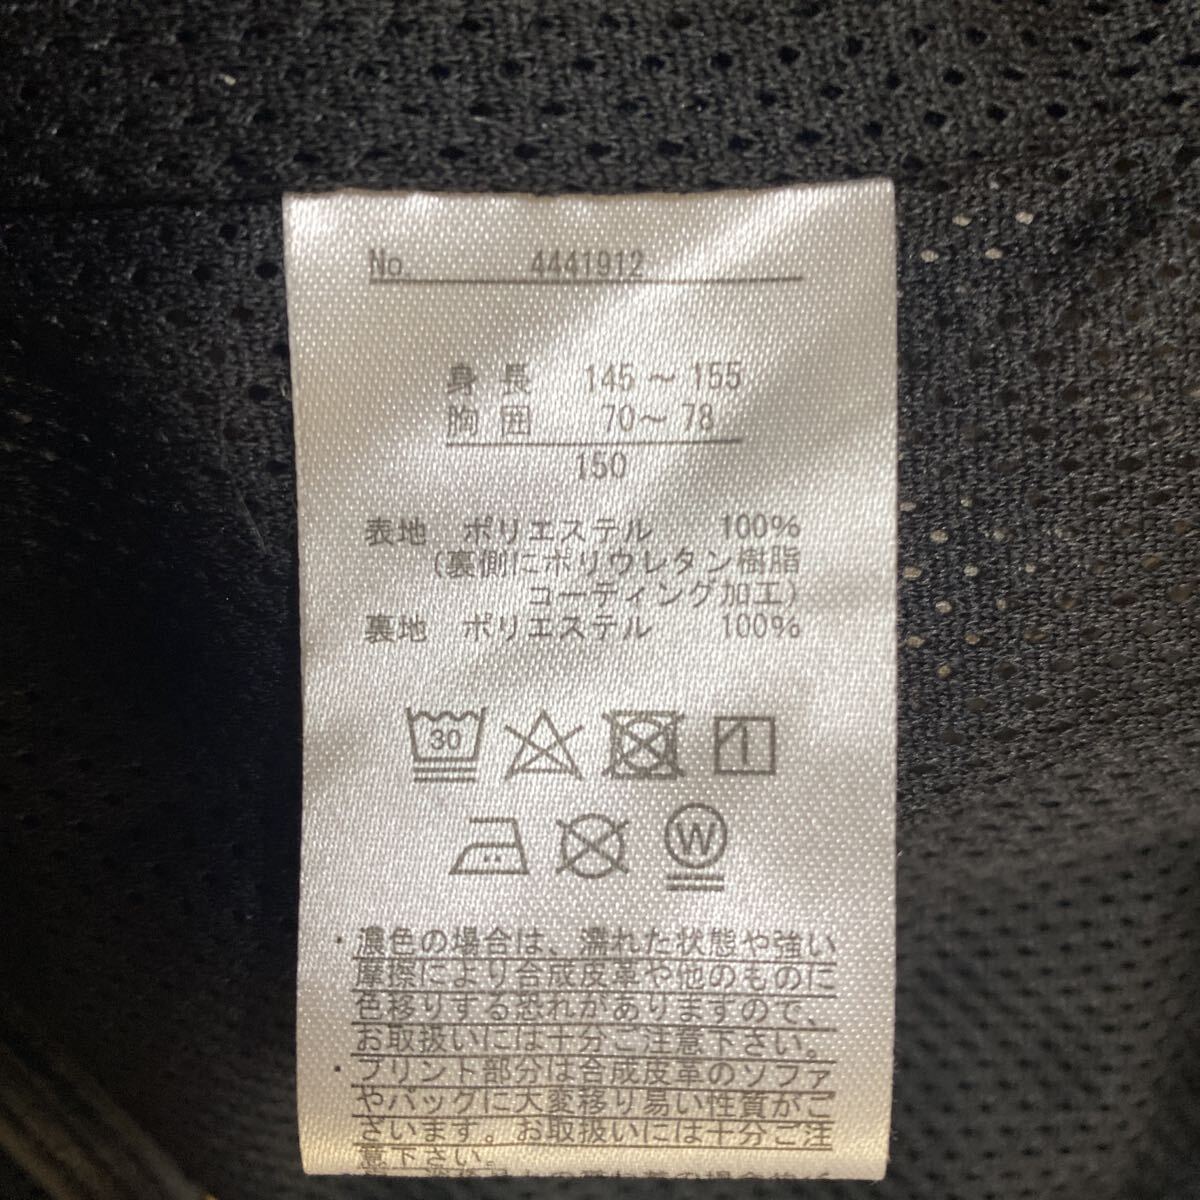 No. 4441912
身長 145～155
胸囲 70～78
150
表地 ポリエステル 100%
(裏側にポリウレタン樹脂
コーティング加工)
裏地 ポリエステル 100%
30
W
・濃色の場合は、濡れた状態や強い
摩擦により合成皮革や他のものに
色移りする恐れがありますので、
お取扱いには十分ご注意下さい。
・プリント部分は合成皮革のソファ
やバッグに大変移り易い性質がご
ざいます。お取扱いには十分ご注
意下さい。